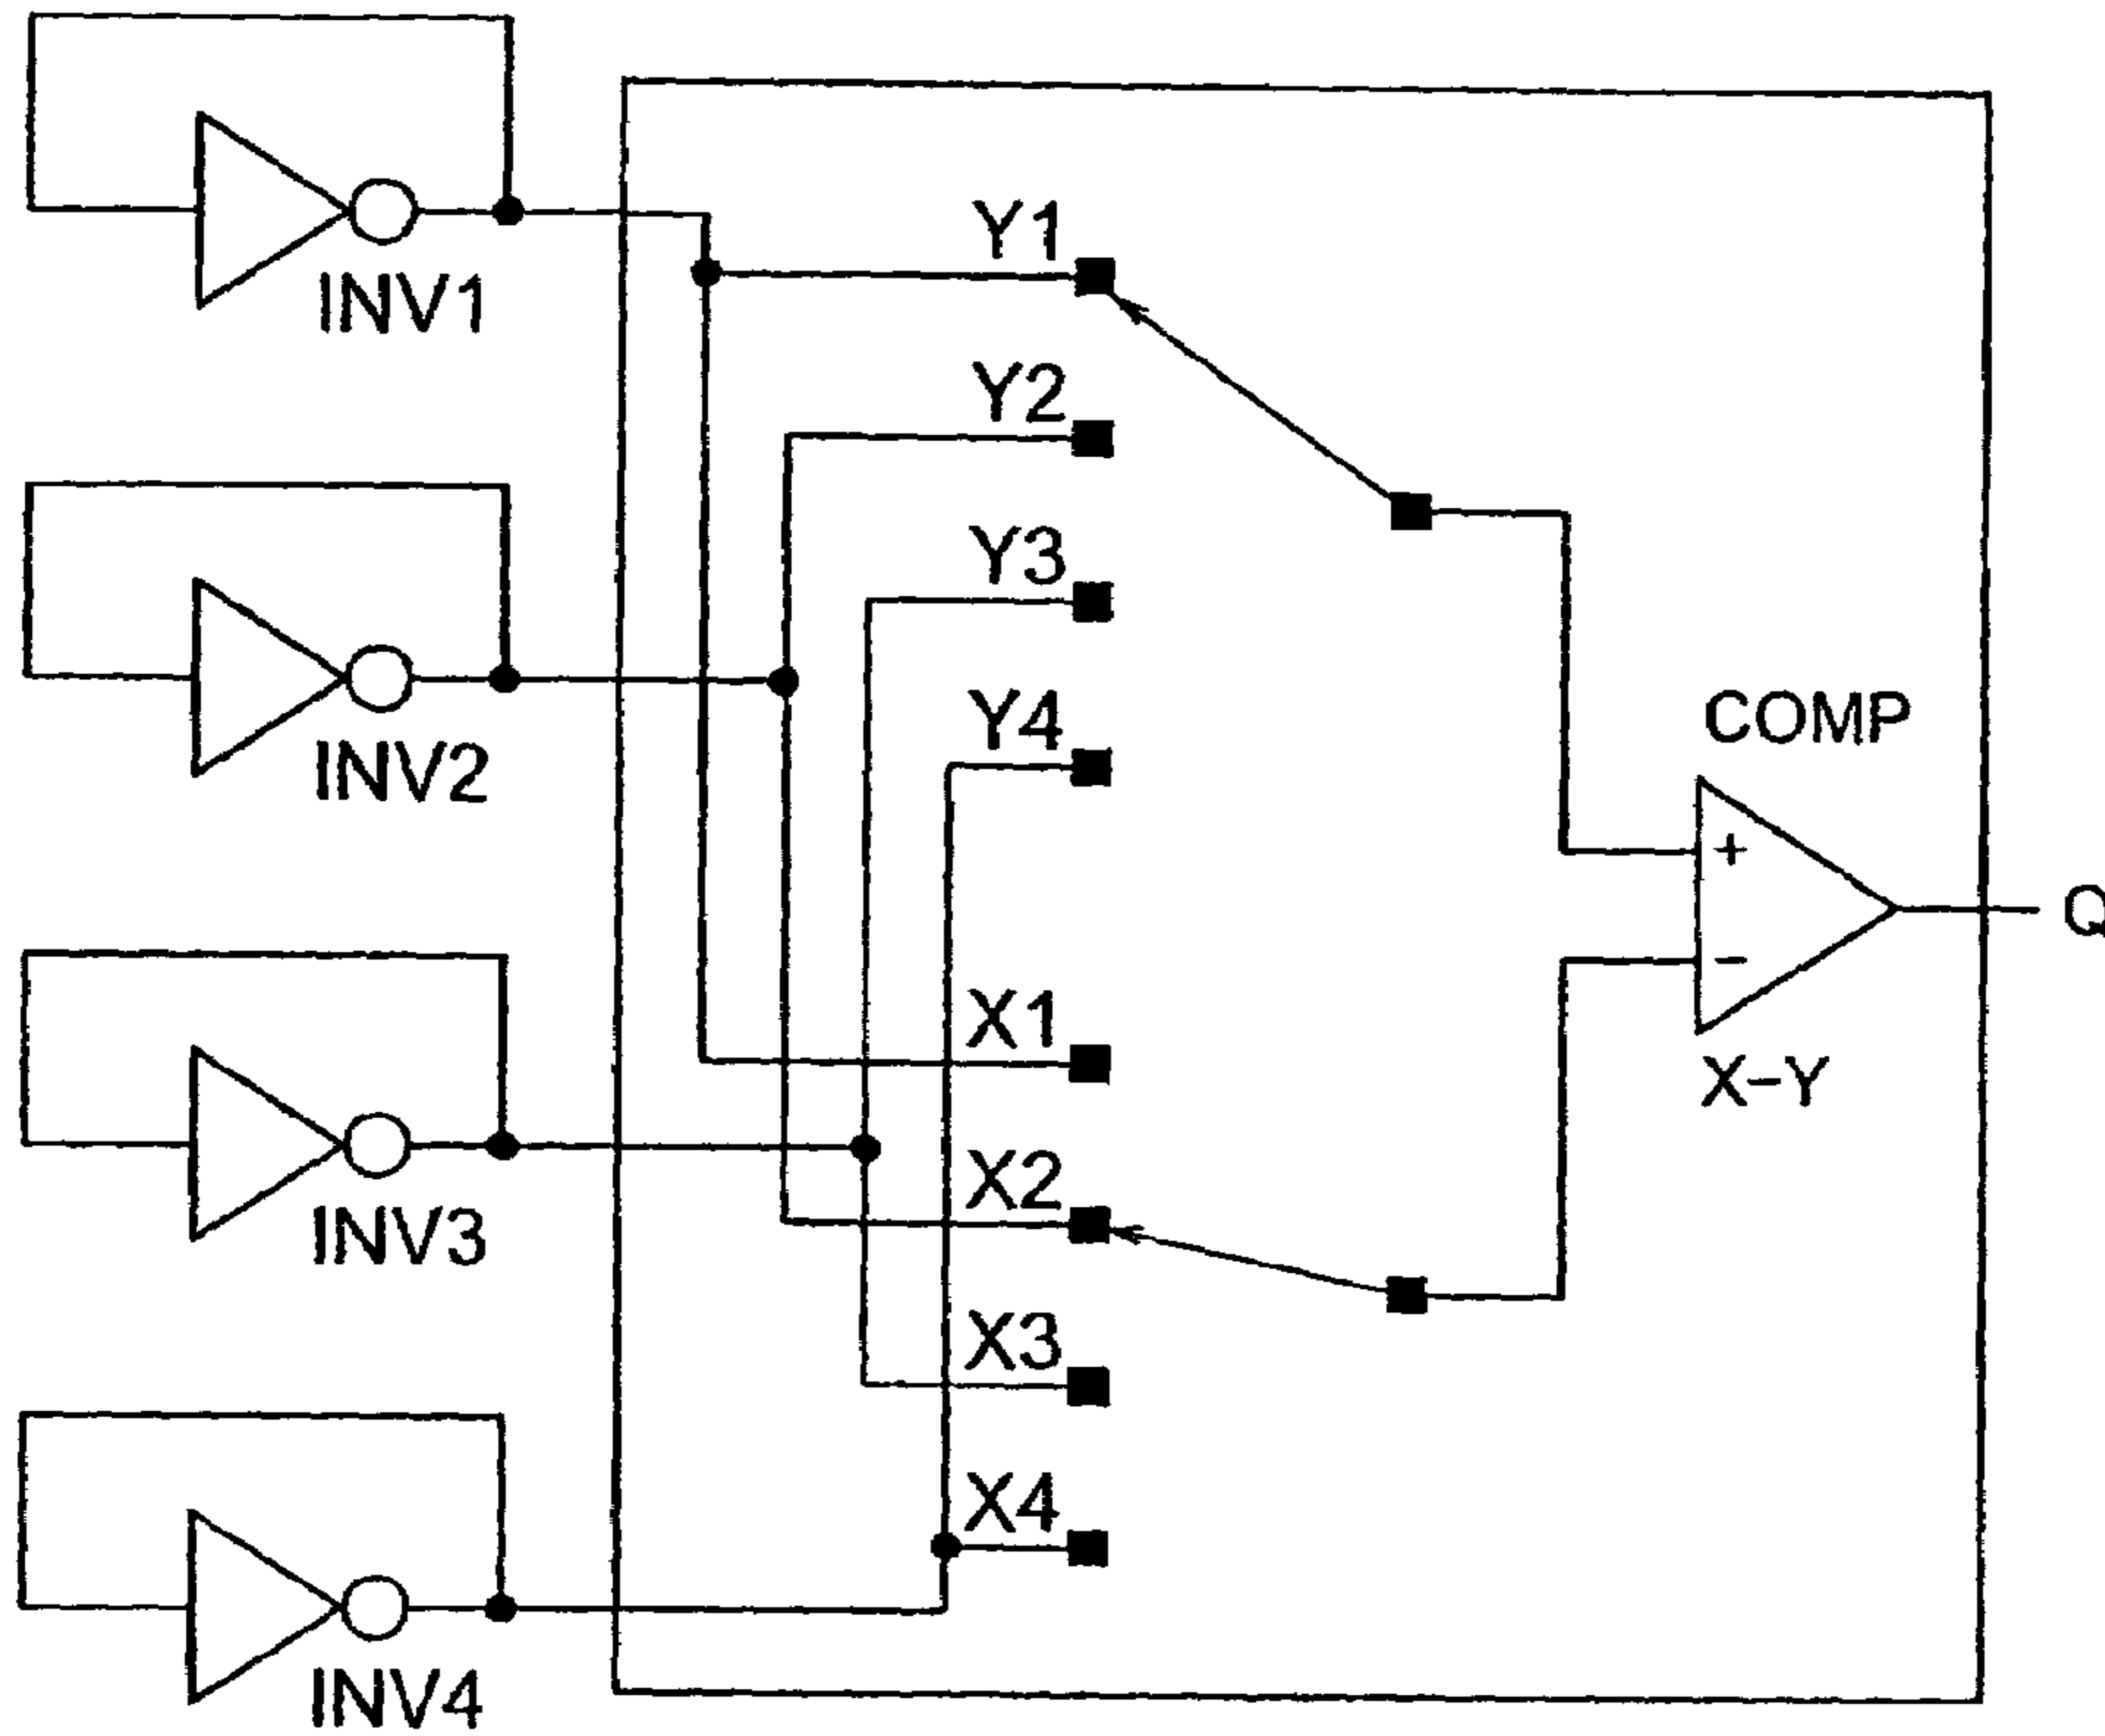 INV1
INV2
INV3
INV4
Y1
Y2
Y3
Y4
X1
X2
X3
X4
COMP
+
−
X−Y
Q